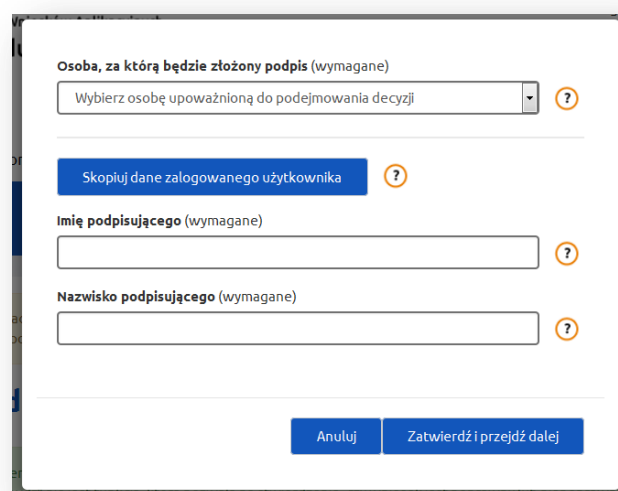 Osoba, za którą będzie złożony podpis (wymagane)
Wybierz osobę upoważnioną do podejmowania decyzji
?
Skopiuj dane zalogowanego użytkownika
?
Imię podpisującego (wymagane)
?
Nazwisko podpisującego (wymagane)
?
Anuluj
Zatwierdź i przejdź dalej